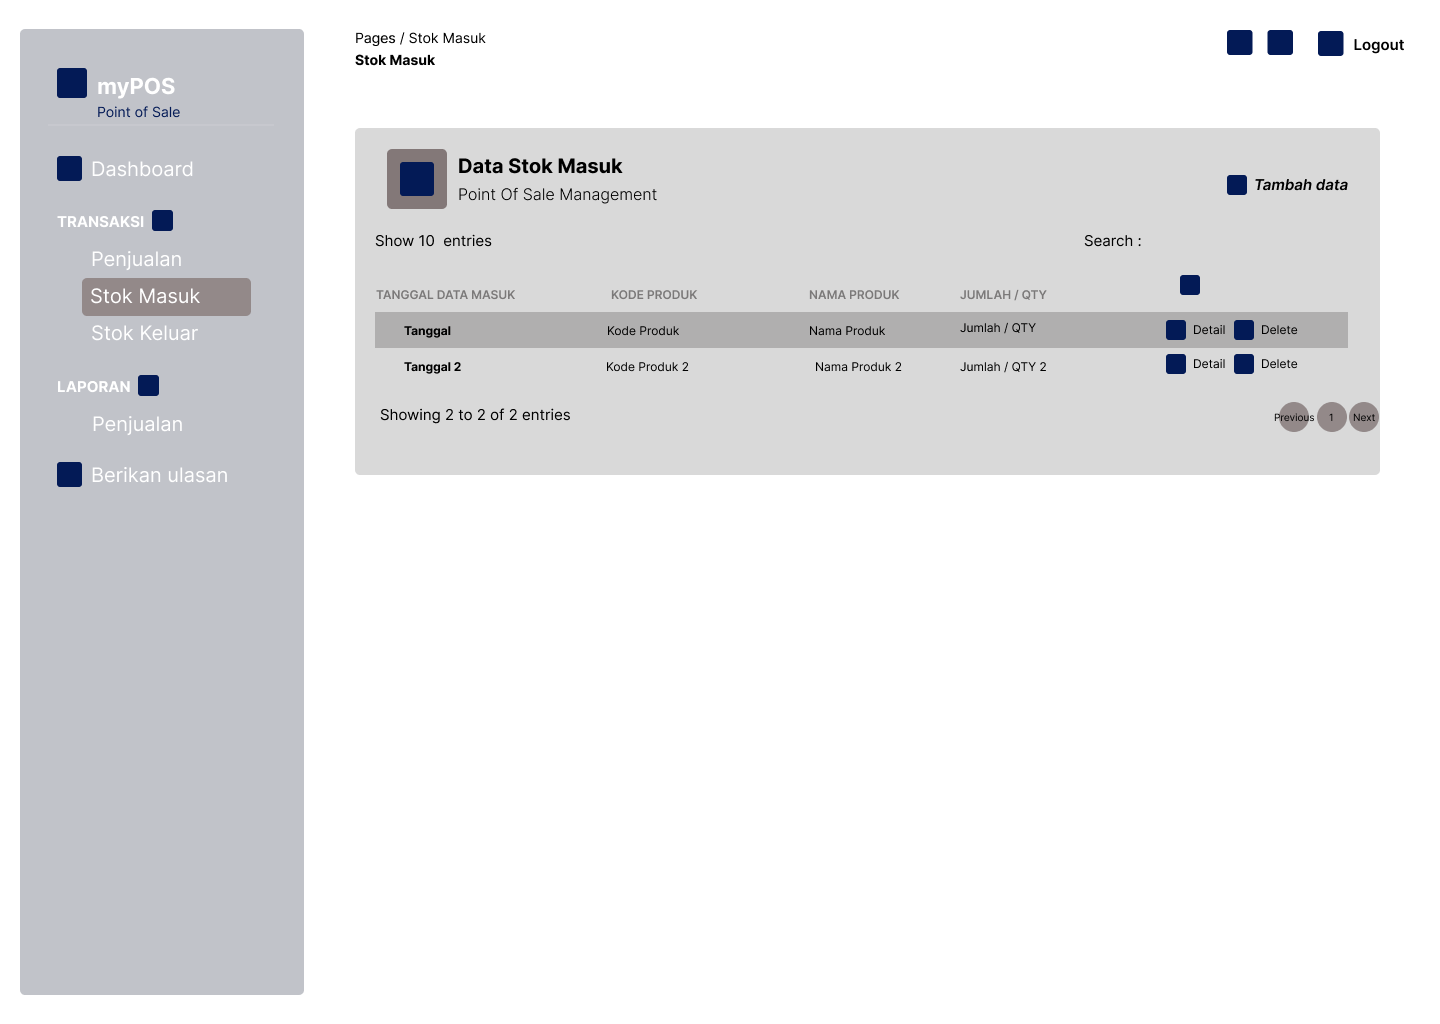 myPOS
Point of Sale
Dashboard
TRANSAKSI
Penjualan
Stok Masuk
Stok Keluar
LAPORAN
Penjualan
Berikan ulasan
Pages / Stok Masuk
Stok Masuk
Logout
Data Stok Masuk
Point Of Sale Management
Tambah data
Show 10 entries
Search :
TANGGAL DATA MASUK KODE PRODUK NAMA PRODUK JUMLAH / QTY
Tanggal Kode Produk Nama Produk Jumlah / QTY Detail Delete
Tanggal 2 Kode Produk 2 Nama Produk 2 Jumlah / QTY 2 Detail Delete
Showing 2 to 2 of 2 entries
Previous 1 Next